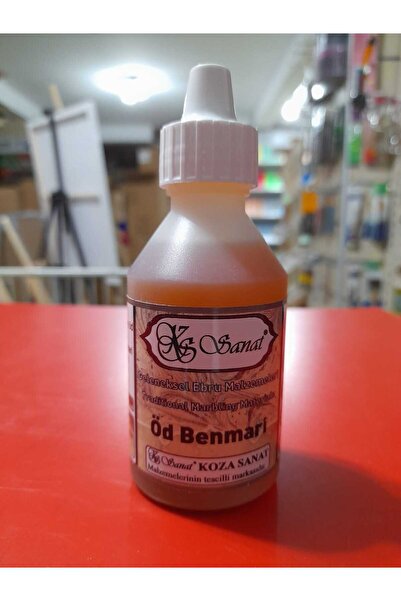 KS Sanat®
Geleneksel Ebru Malzemeleri
Traditional Marbling Materials
Öd Benmari
KS Sanat® KOZA SANAT
Malzemelerinin tescilli markasıdır